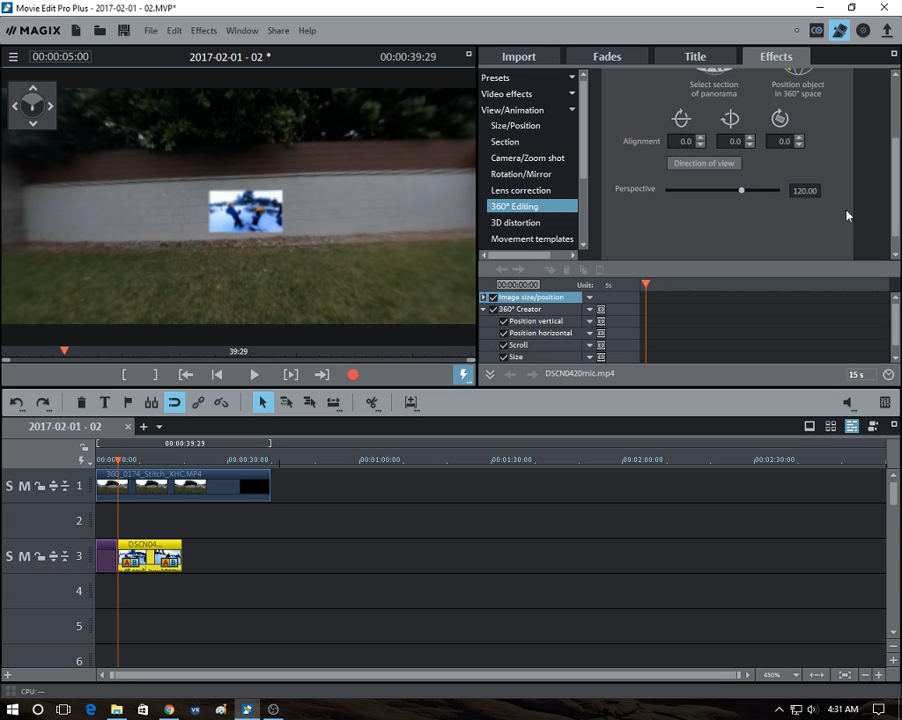 Movie Edit Pro Plus - 2017-02-01 - 02.MVP*
MAGIX File Edit Effects Window Share Help
00:00:05:00 2017-02-01 - 02 * 00:00:39:29
Import Fades Title Effects
Presets
Video effects
View/Animation
Size/Position
Section
Camera/Zoom shot
Rotation/Mirror
Lens correction
360° Editing
3D distortion
Movement templates
Select section
of panorama
Position object
in 360° space
Alignment 0.0 0.0 0.0
Direction of view
Perspective 120.00
00:00:00:00 Unit: 5s
Image size/position
360° Creator
Position vertical
Position horizontal
Scroll
Size
39:29
DSCN0420mic.mp4 15 s
2017-02-01 - 02
00:00:39:29
00:00:30:00 00:01:00:00 00:01:30:00 00:02:00:00 00:02:30:00
S M 1
360_0174_Stitch_XHC.MP4
2
S M 3
DSCN04...
4
5
6
450%
CPU: —
4:31 AM